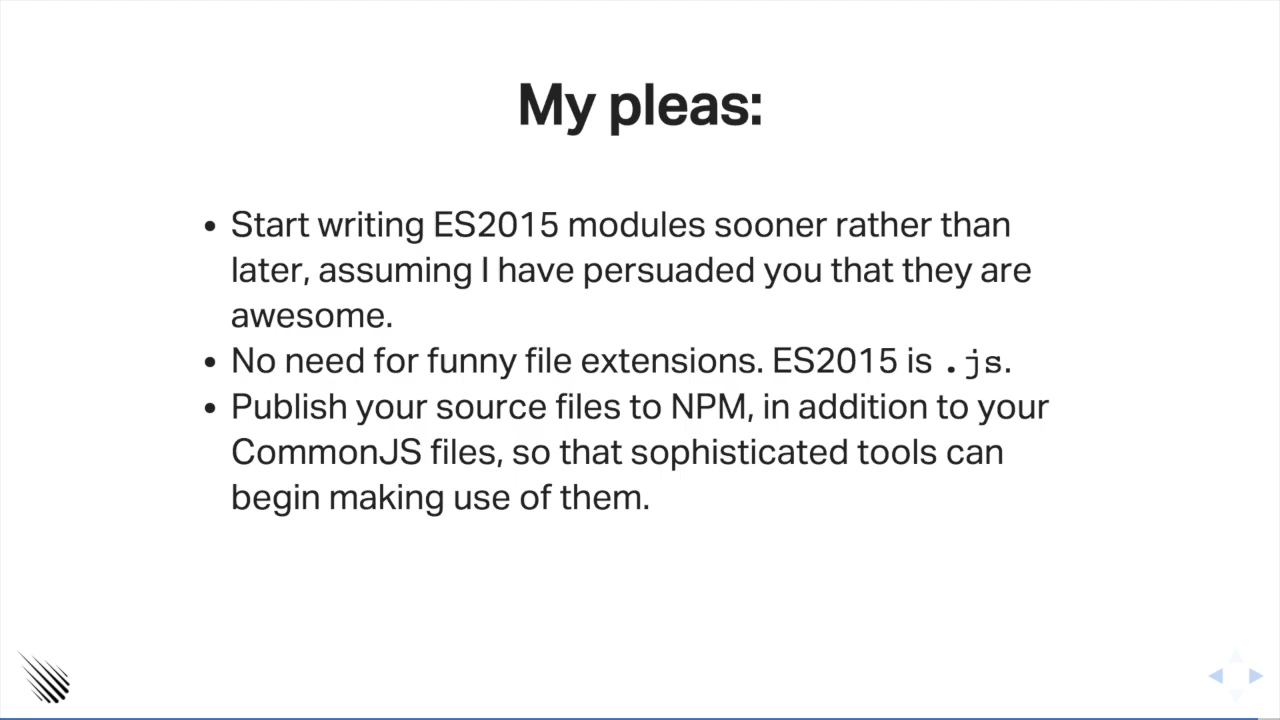 My pleas:
• Start writing ES2015 modules sooner rather than
later, assuming I have persuaded you that they are
awesome.
• No need for funny file extensions. ES2015 is .js.
• Publish your source files to NPM, in addition to your
CommonJS files, so that sophisticated tools can
begin making use of them.